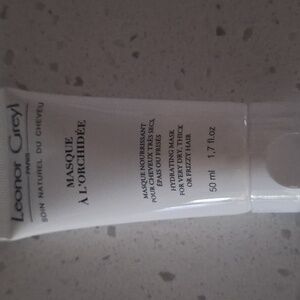 Leonor Greyl
PARIS
SOIN NATUREL DU CHEVEU
MASQUE
À L'ORCHIDÉE
MASQUE NOURRISSANT
POUR CHEVEUX TRÈS SECS,
ÉPAIS OU FRISÉS
HYDRATING MASK
FOR VERY DRY, THICK
OR FRIZZY HAIR
50 ml 1,7 fl.oz